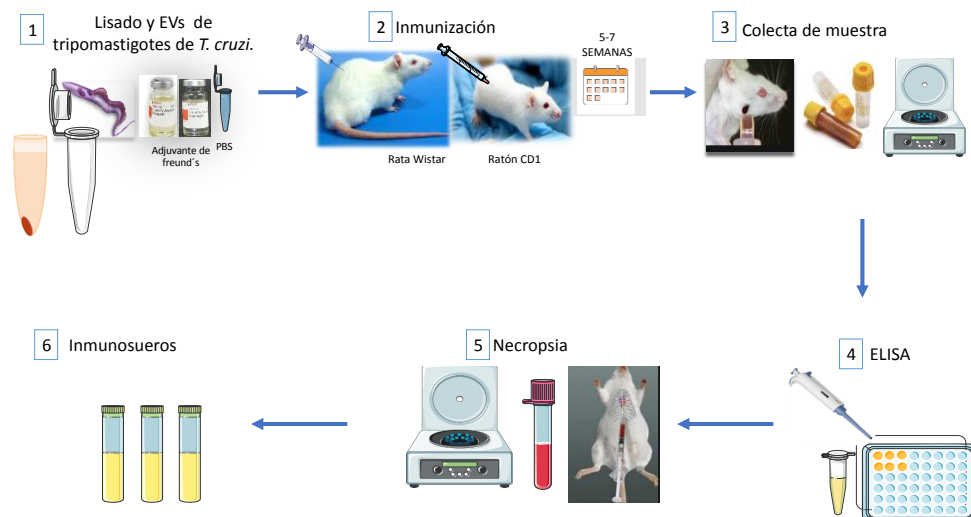 1
Lisado y EVs de
tripomastigotes de T. cruzi.
Adjuvante de
freund´s
PBS
2
Inmunización
Rata Wistar
Ratón CD1
5-7
SEMANAS
3
Colecta de muestra
4
ELISA
5
Necropsia
6
Inmunosueros